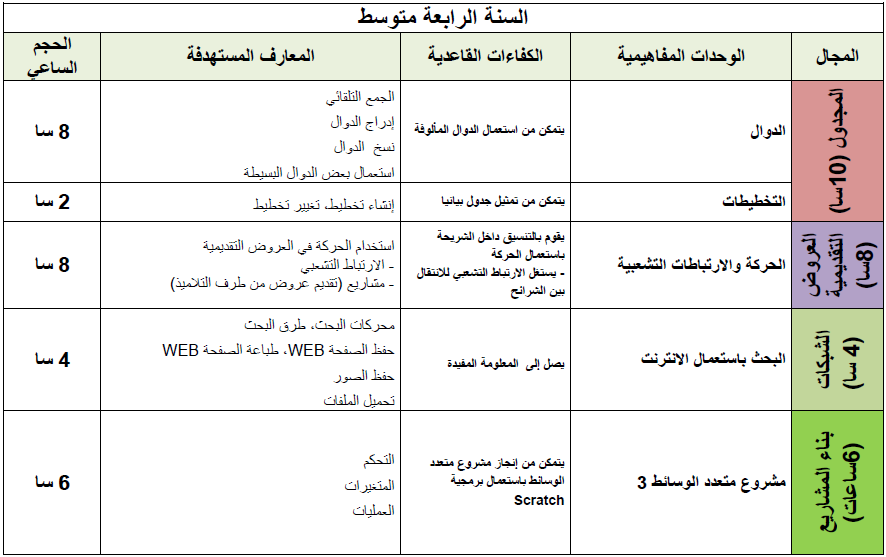 السنة الرابعة متوسط
المجال
الوحدات المفاهيمية
الكفاءات القاعدية
المعارف المستهدفة
الحجم
الساعي
المجدول (10سا)
الدوال
يتمكن من استعمال الدوال المألوفة
الجمع التلقائي
إدراج الدوال
نسخ الدوال
استعمال بعض الدوال البسيطة
8 سا
التخطيطات
يتمكن من تمثيل جدول بيانيا
إنشاء تخطيط، تغيير تخطيط
2 سا
العروض
التقديمية
(8سا)
الحركة والارتباطات التشعبية
يقوم بالتنسيق داخل الشريحة
باستعمال الحركة
- يستغل الارتباط التشعبي للانتقال
بين الشرائح
استخدام الحركة في العروض التقديمية
- الارتباط التشعبي
- مشاريع (تقديم عروض من طرف التلاميذ)
8 سا
الشبكات
(4 سا)
البحث باستعمال الانترنت
يصل إلى المعلومة المفيدة
محركات البحث، طرق البحث
حفظ الصفحة WEB، طباعة الصفحة WEB
حفظ الصور
تحميل الملفات
4 سا
بناء المشاريع
(6ساعات)
مشروع متعدد الوسائط 3
يتمكن من إنجاز مشروع متعدد
الوسائط باستعمال برمجية
Scratch
التحكم
المتغيرات
العمليات
6 سا